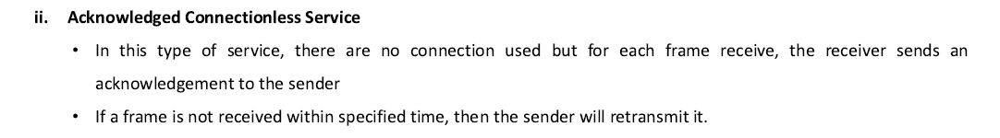 ii. Acknowledged Connectionless Service
• In this type of service, there are no connection used but for each frame receive, the receiver sends an
acknowledgement to the sender
• If a frame is not received within specified time, then the sender will retransmit it.